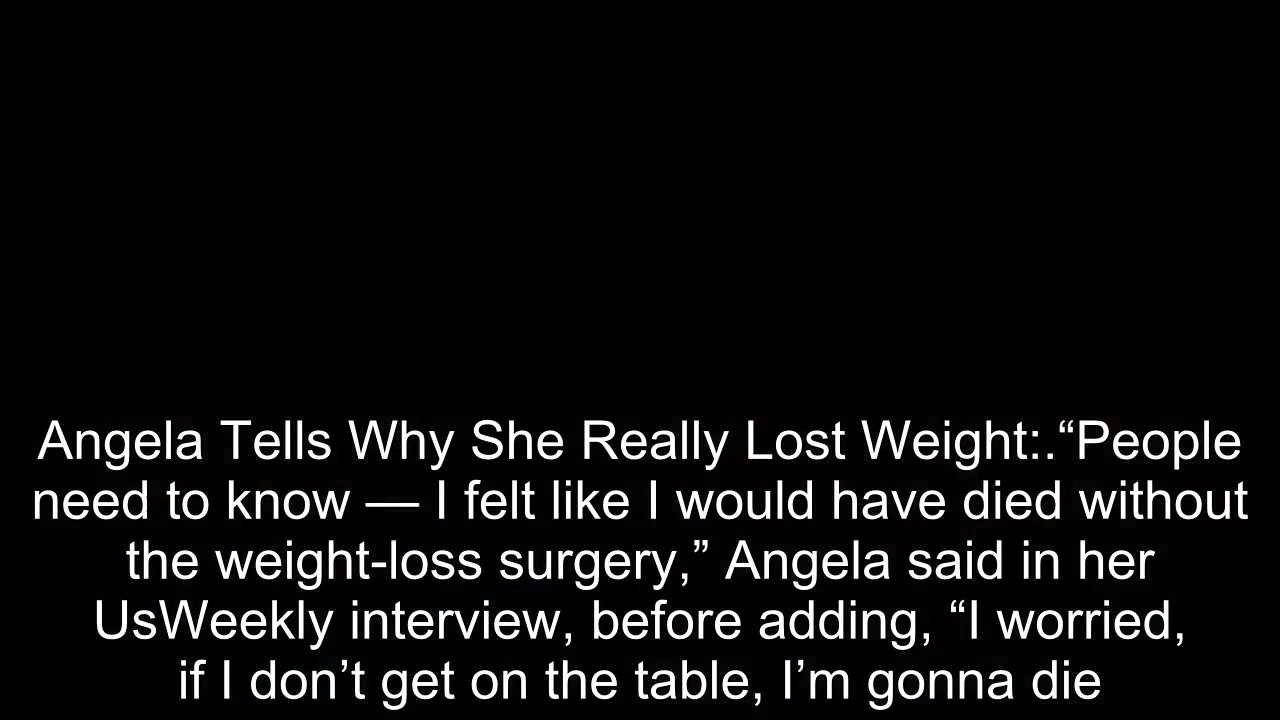 Angela Tells Why She Really Lost Weight:.“People
need to know — I felt like I would have died without
the weight-loss surgery,” Angela said in her
UsWeekly interview, before adding, “I worried,
if I don’t get on the table, I’m gonna die